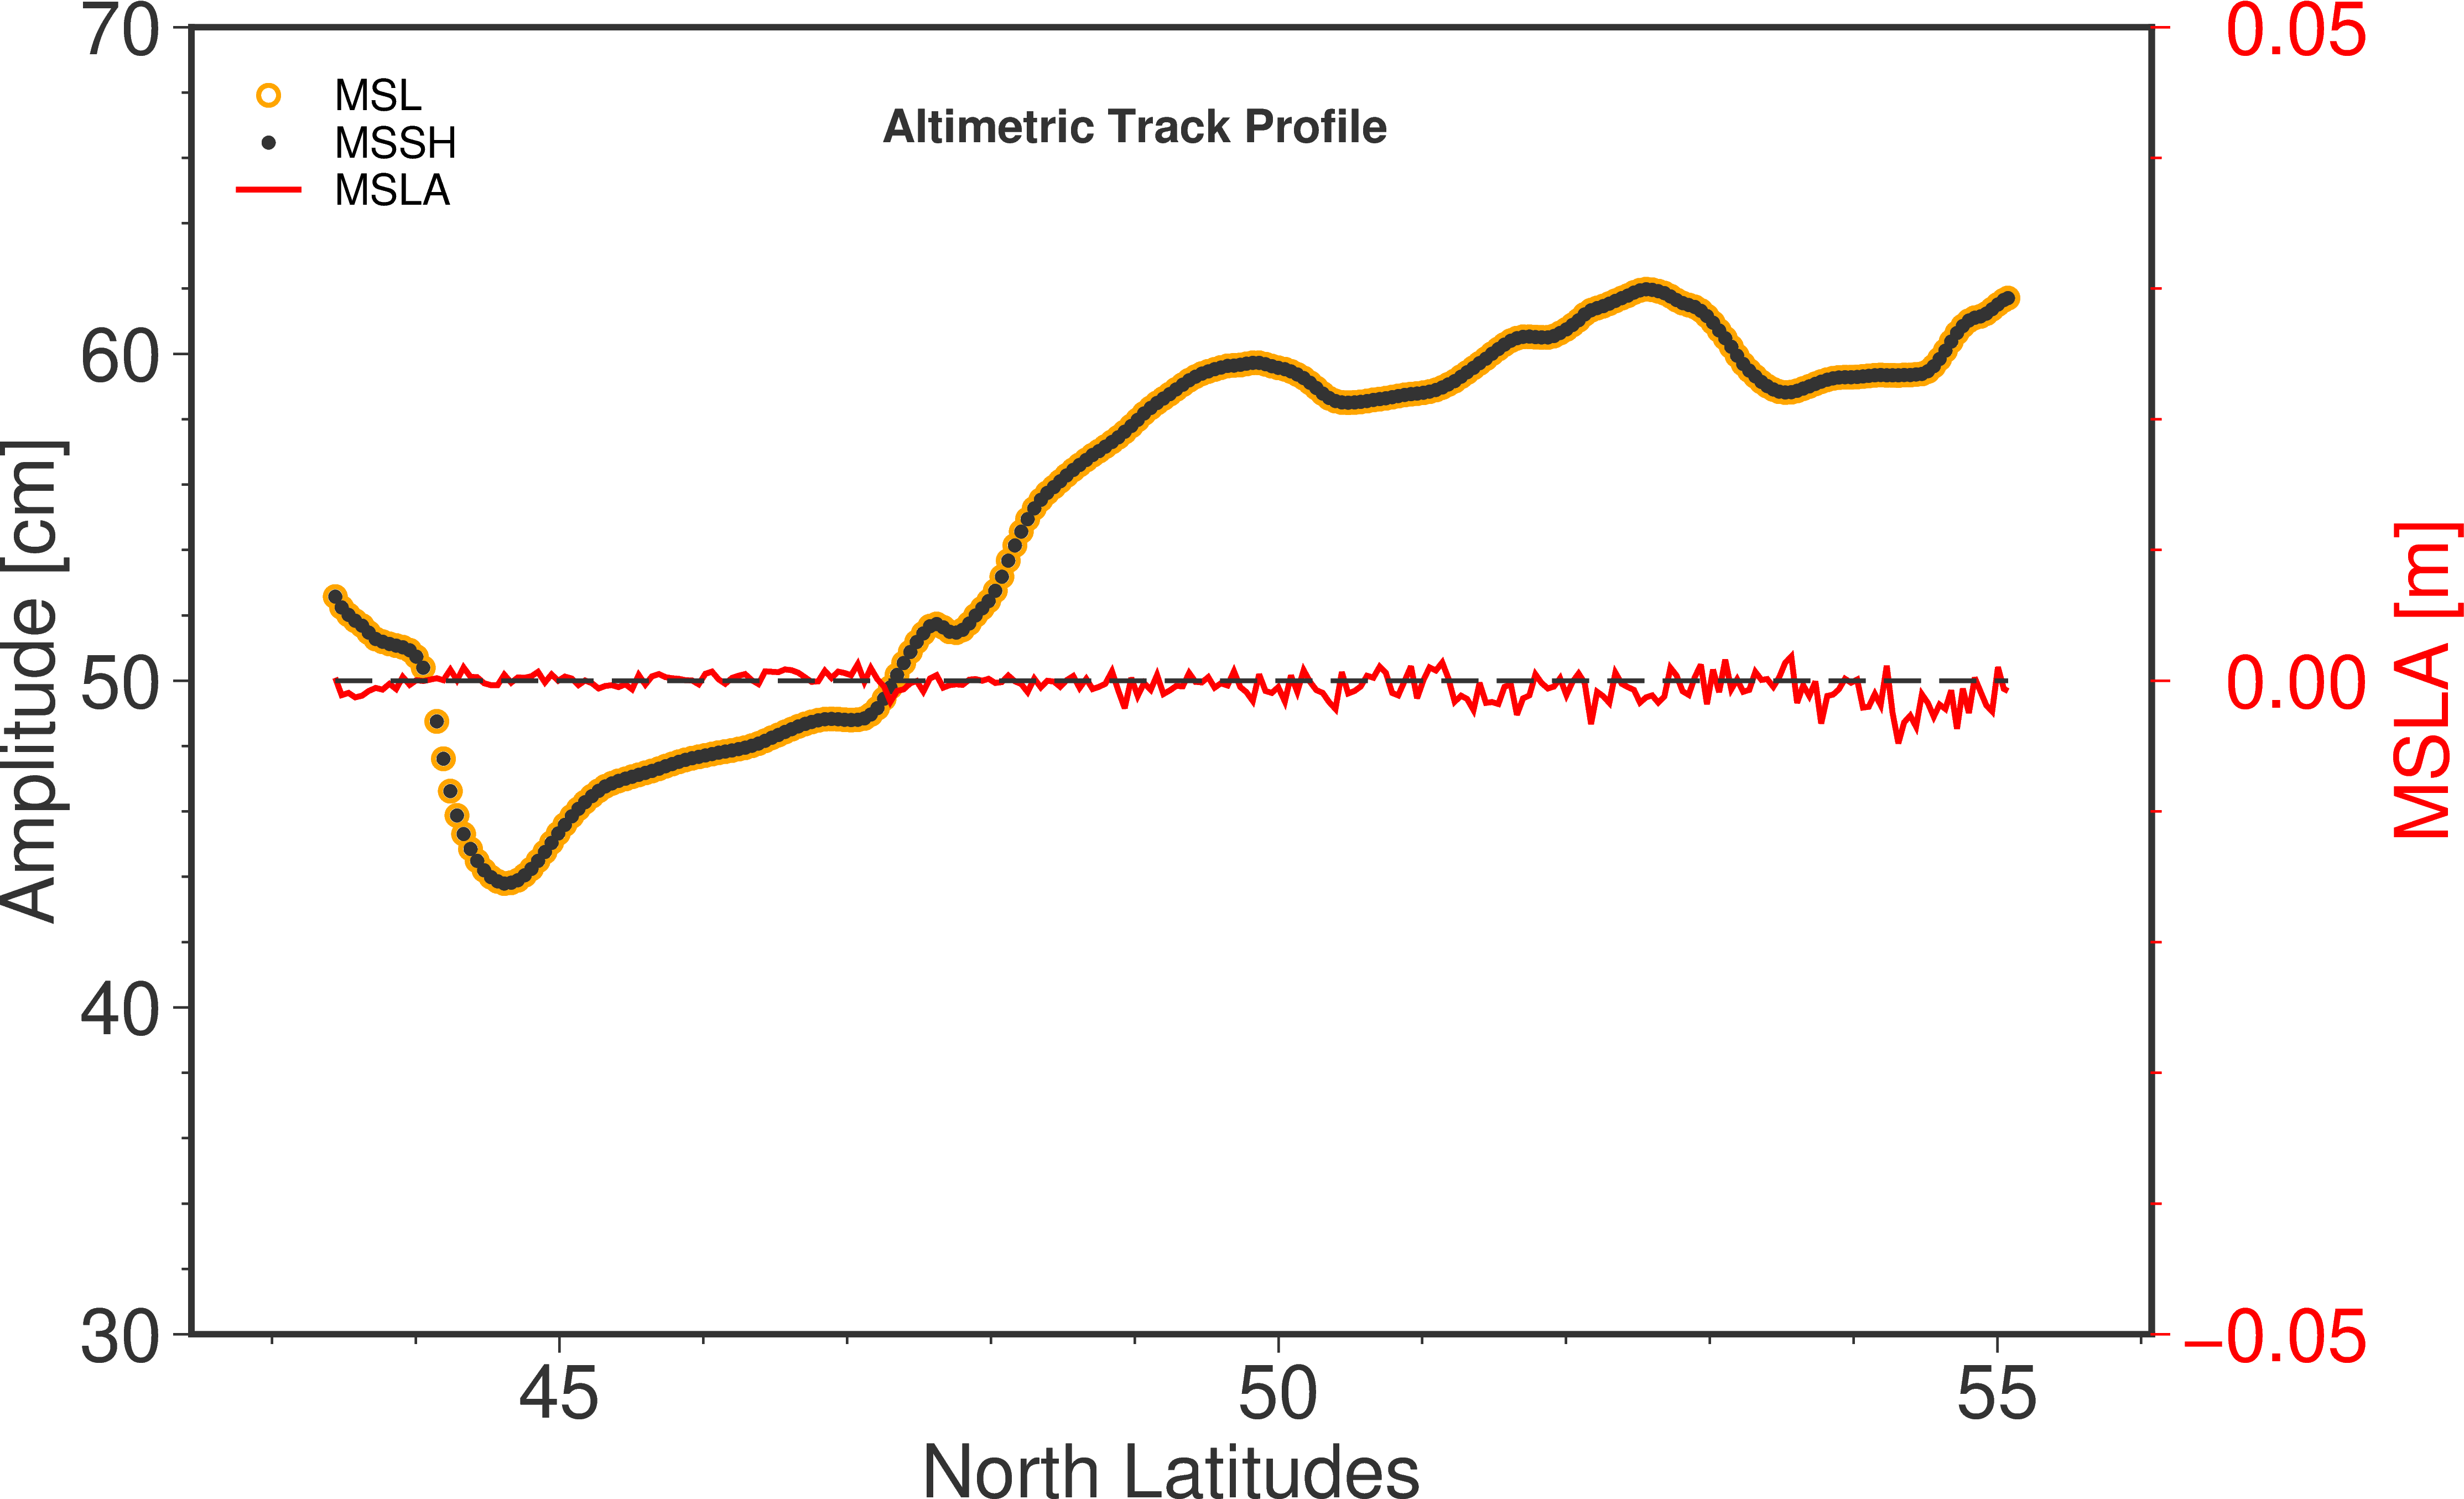 Altimetric Track Profile
MSL
MSSH
MSLA
Amplitude [cm]
70
60
50
40
30
0.05
0.00
−0.05
MSLA [m]
45
50
55
North Latitudes